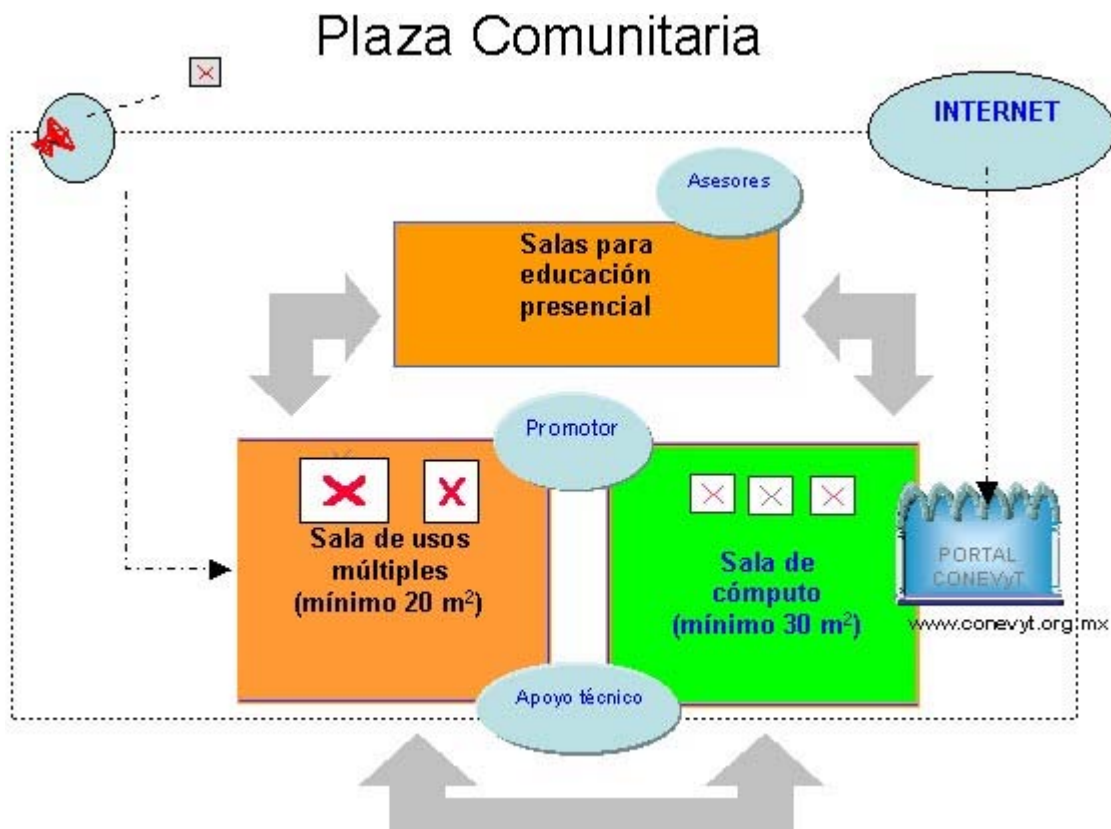 Plaza Comunitaria
INTERNET
Asesores
Salas para
educación
presencial
Promotor
Sala de usos
múltiples
(mínimo 20 m²)
Sala de
cómputo
(mínimo 30 m²)
PORTAL
CONEVyT
www.conevyt.org.mx
Apoyo técnico